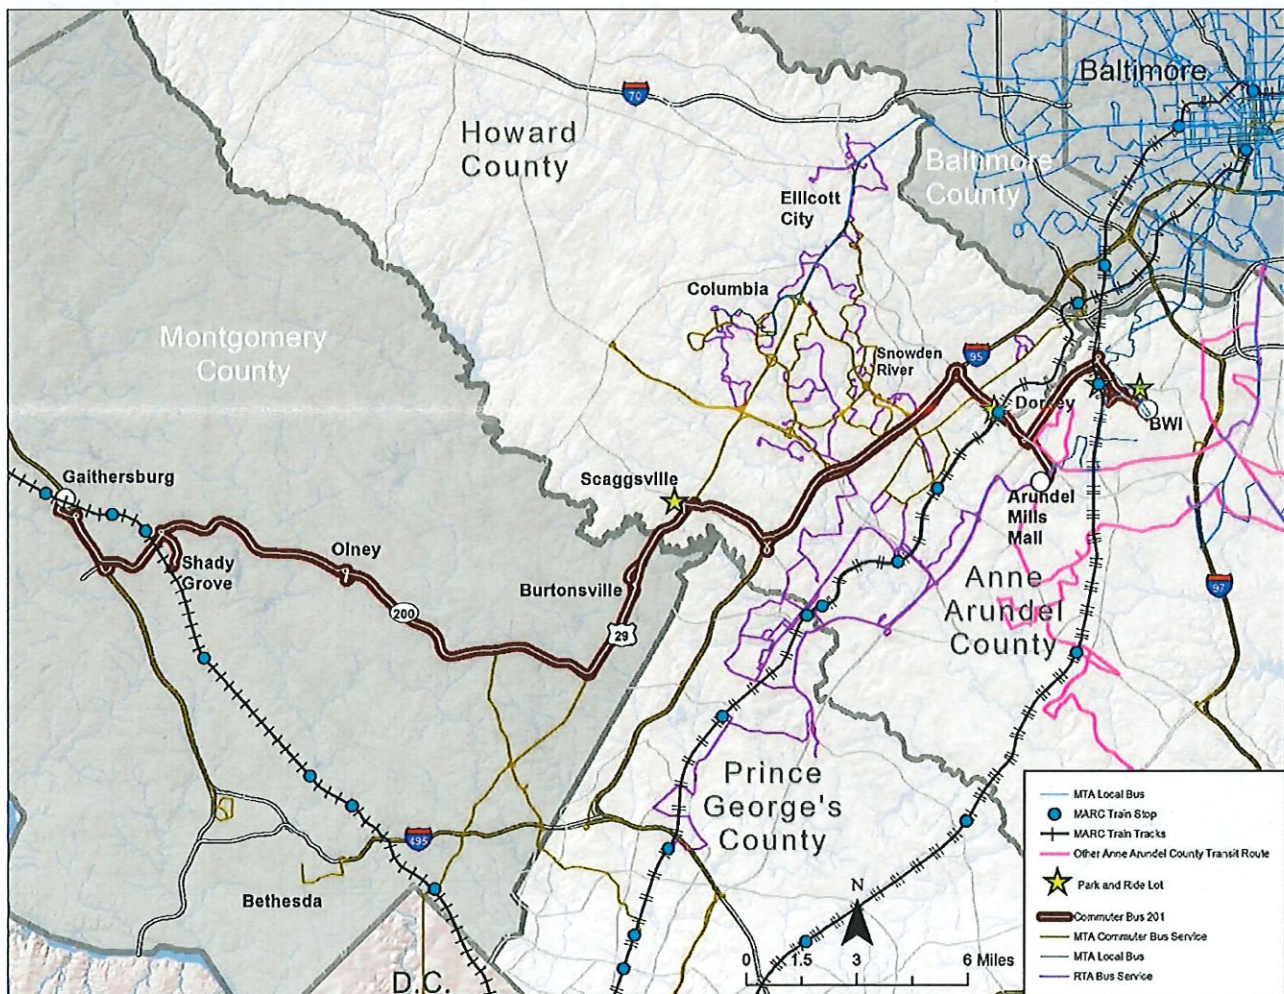 70
Baltimore
Howard
County
Baltimore
County
Elllcott
City
Columbia
Montgomery
County
95
Snowden
River
Dorsey
BWI
Gaithersburg
Scaggsville
Arundel
Mills
Mall
Shady
Grove
Olney
Burtonsville
200
29
Anne
Arundel
County
97
Prince
George's
County
495
Bethesda
D.C.
N
0 1.5 3 6 Miles
MTA Local Bus
MARC Train Stop
MARC Train Tracks
Other Anne Arundel County Transit Route
Park and Ride Lot
Commuter Bus 201
MTA Commuter Bus Service
MTA Local Bus
RTA Bus Service